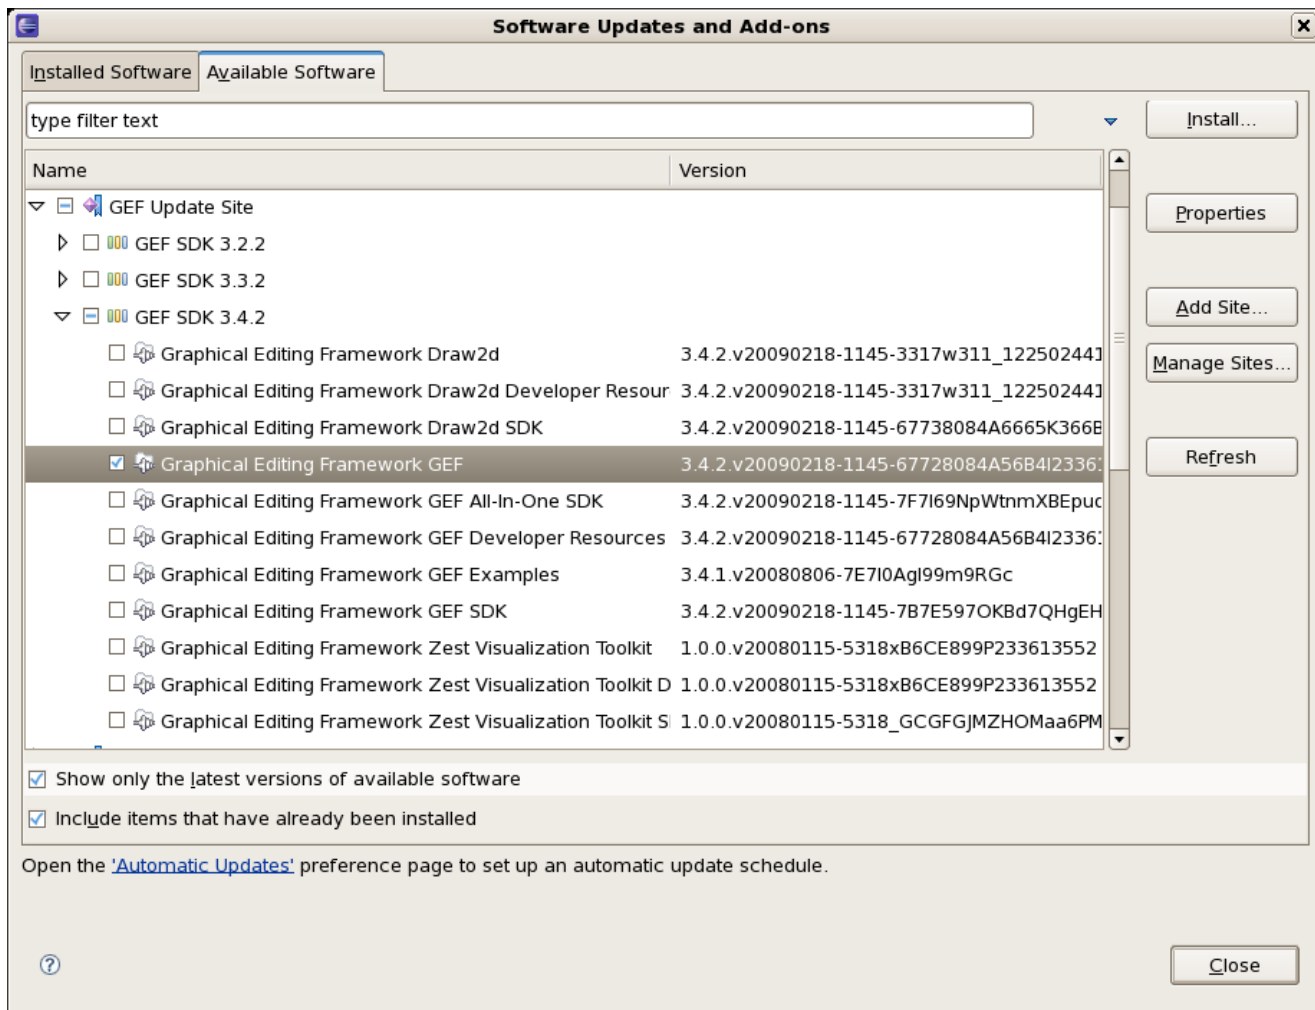 Software Updates and Add-ons
Installed Software Available Software
type filter text Install...
Name Version
GEF Update Site Properties
GEF SDK 3.2.2
GEF SDK 3.3.2
GEF SDK 3.4.2 Add Site...
Graphical Editing Framework Draw2d 3.4.2.v20090218-1145-3317w311_122502441 Manage Sites...
Graphical Editing Framework Draw2d Developer Resour 3.4.2.v20090218-1145-3317w311_122502441
Graphical Editing Framework Draw2d SDK 3.4.2.v20090218-1145-67738084A6665K366B
Graphical Editing Framework GEF 3.4.2.v20090218-1145-67728084A56B4I23361 Refresh
Graphical Editing Framework GEF All-In-One SDK 3.4.2.v20090218-1145-7F7I69NpWtnmXBEpuc
Graphical Editing Framework GEF Developer Resources 3.4.2.v20090218-1145-67728084A56B4I23361
Graphical Editing Framework GEF Examples 3.4.1.v20080806-7E7I0AgI99m9RGc
Graphical Editing Framework GEF SDK 3.4.2.v20090218-1145-7B7E597OKBd7QHgEH
Graphical Editing Framework Zest Visualization Toolkit 1.0.0.v20080115-5318xB6CE899P233613552
Graphical Editing Framework Zest Visualization Toolkit D 1.0.0.v20080115-5318xB6CE899P233613552
Graphical Editing Framework Zest Visualization Toolkit S 1.0.0.v20080115-5318_GCGFGJMZHOMaa6PM
Show only the latest versions of available software
Include items that have already been installed
Open the 'Automatic Updates' preference page to set up an automatic update schedule.
Close